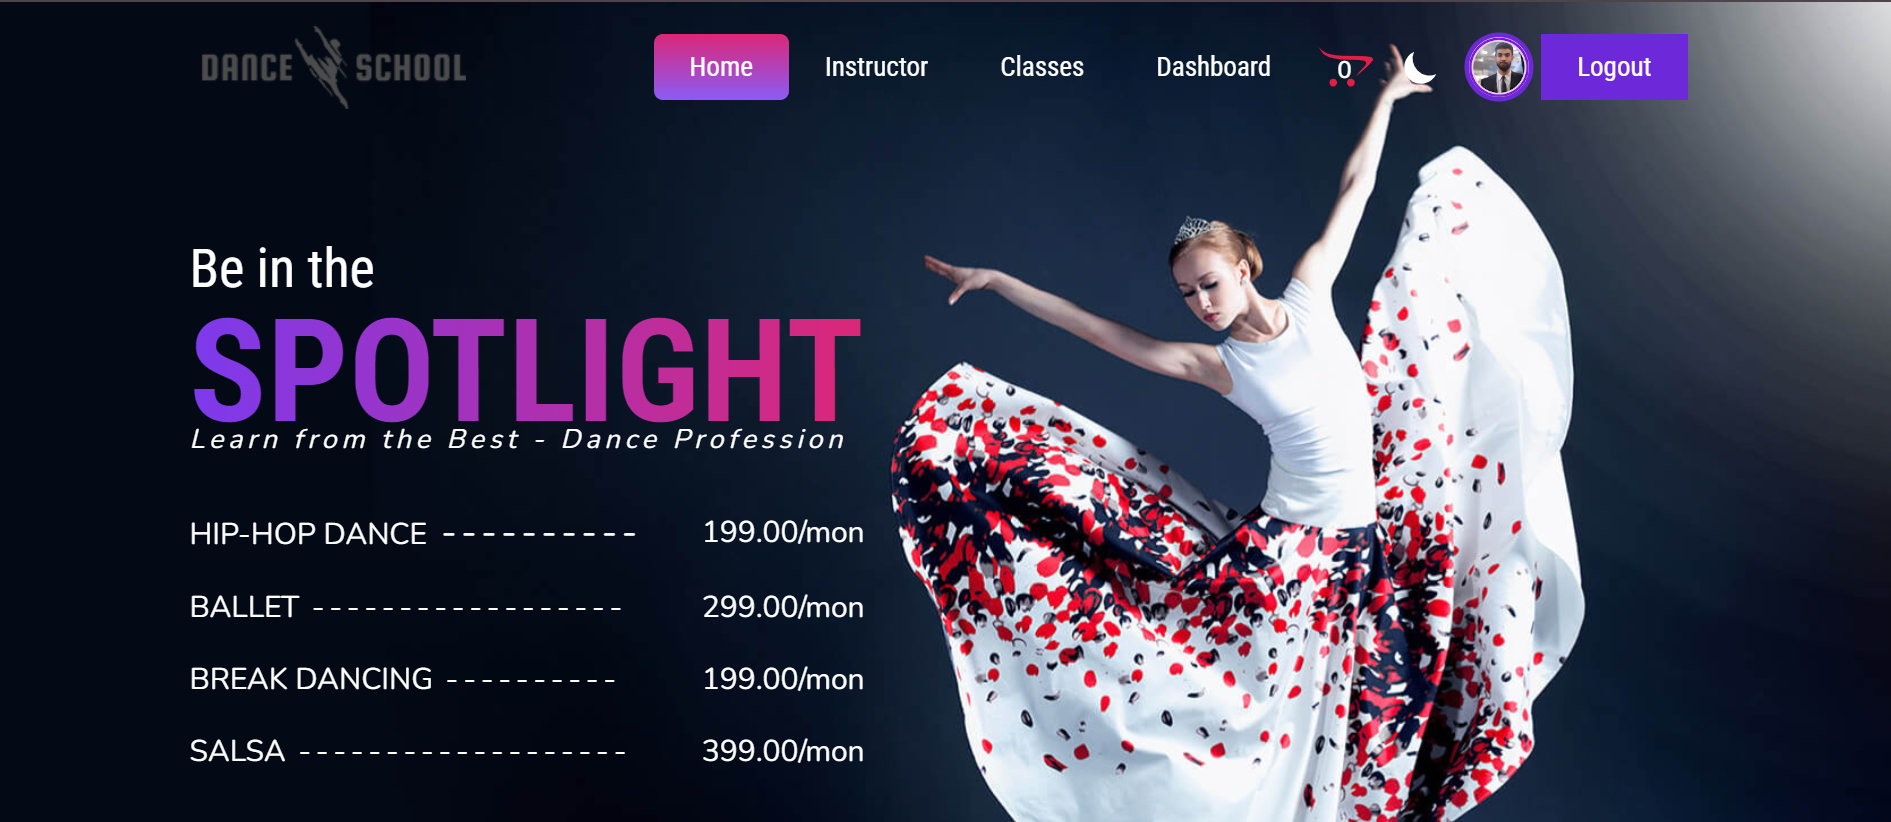 DANCE SCHOOL
Home Instructor Classes Dashboard 0 Logout
Be in the
SPOTLIGHT
Learn from the Best - Dance Profession
HIP-HOP DANCE ---------- 199.00/mon
BALLET ------------------ 299.00/mon
BREAK DANCING ---------- 199.00/mon
SALSA ------------------- 399.00/mon